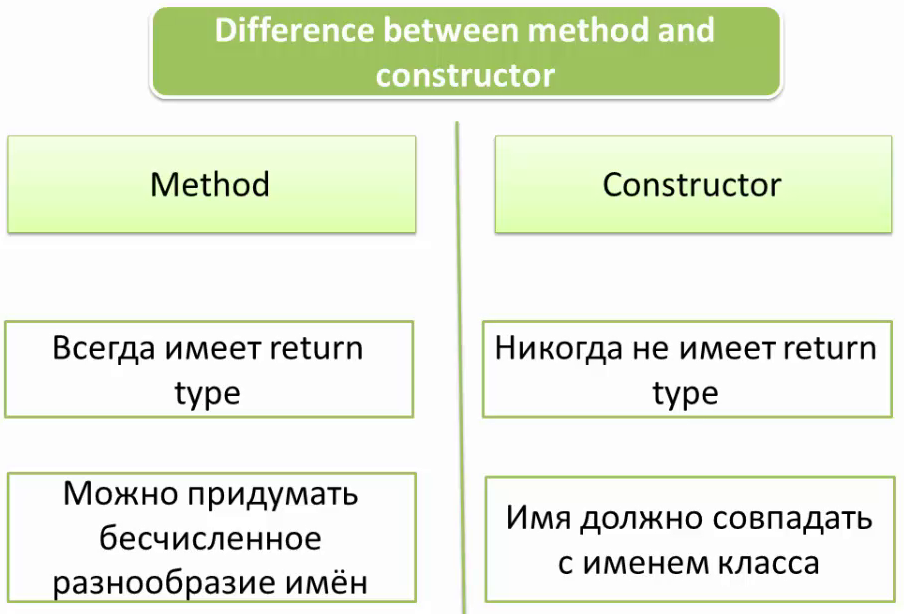 Difference between method and
constructor
Method
Constructor
Всегда имеет return
type
Никогда не имеет return
type
Можно придумать
бесчисленное
разнообразие имён
Имя должно совпадать
с именем класса